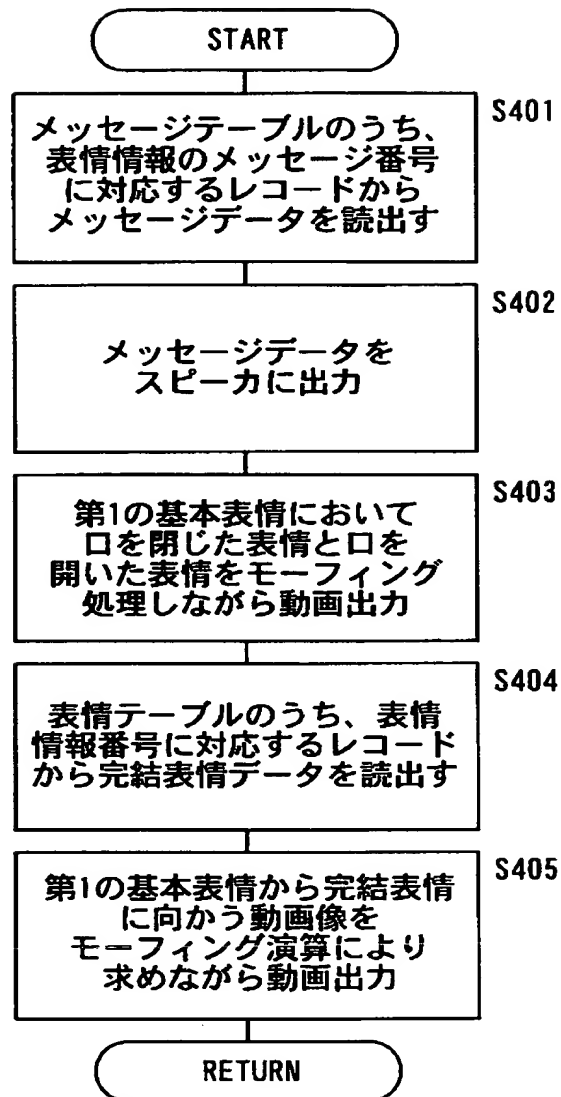 START
S401
メッセージテーブルのうち、
表情情報のメッセージ番号
に対応するレコードから
メッセージデータを読出す
S402
メッセージデータを
スピーカに出力
S403
第1の基本表情において
口を閉じた表情と口を
開いた表情をモーフィング
処理しながら動画出力
S404
表情テーブルのうち、表情
情報番号に対応するレコード
から完結表情データを読出す
S405
第1の基本表情から完結表情
に向かう動画像を
モーフィング演算により
求めながら動画出力
RETURN